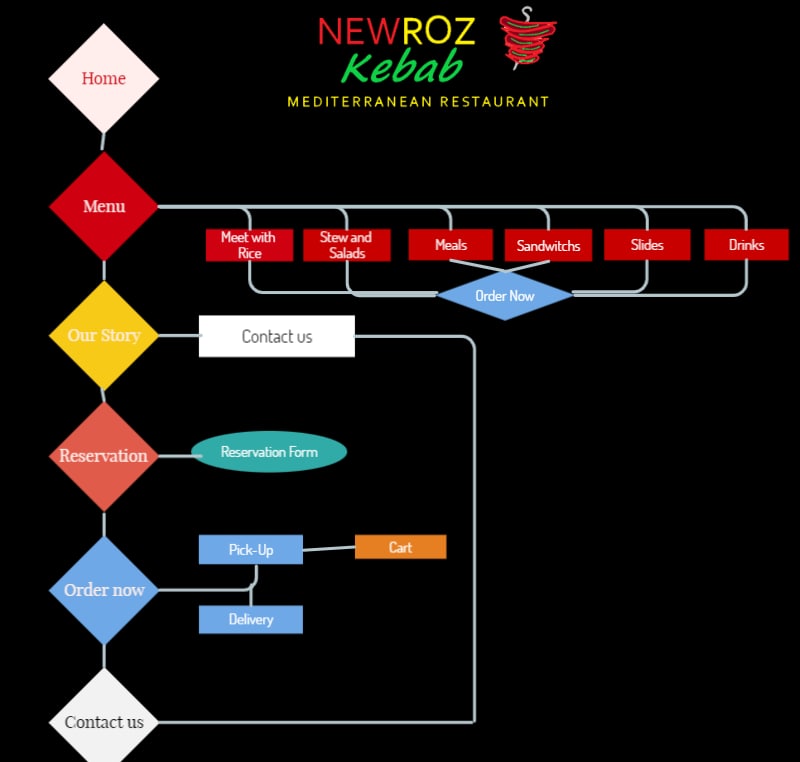 NEWROZ
Kebab
MEDITERRANEAN RESTAURANT
Home
Menu
Meet with
Rice
Stew and
Salads
Meals
Sandwitchs
Slides
Drinks
Order Now
Our Story
Contact us
Reservation
Reservation Form
Pick-Up
Cart
Order now
Delivery
Contact us